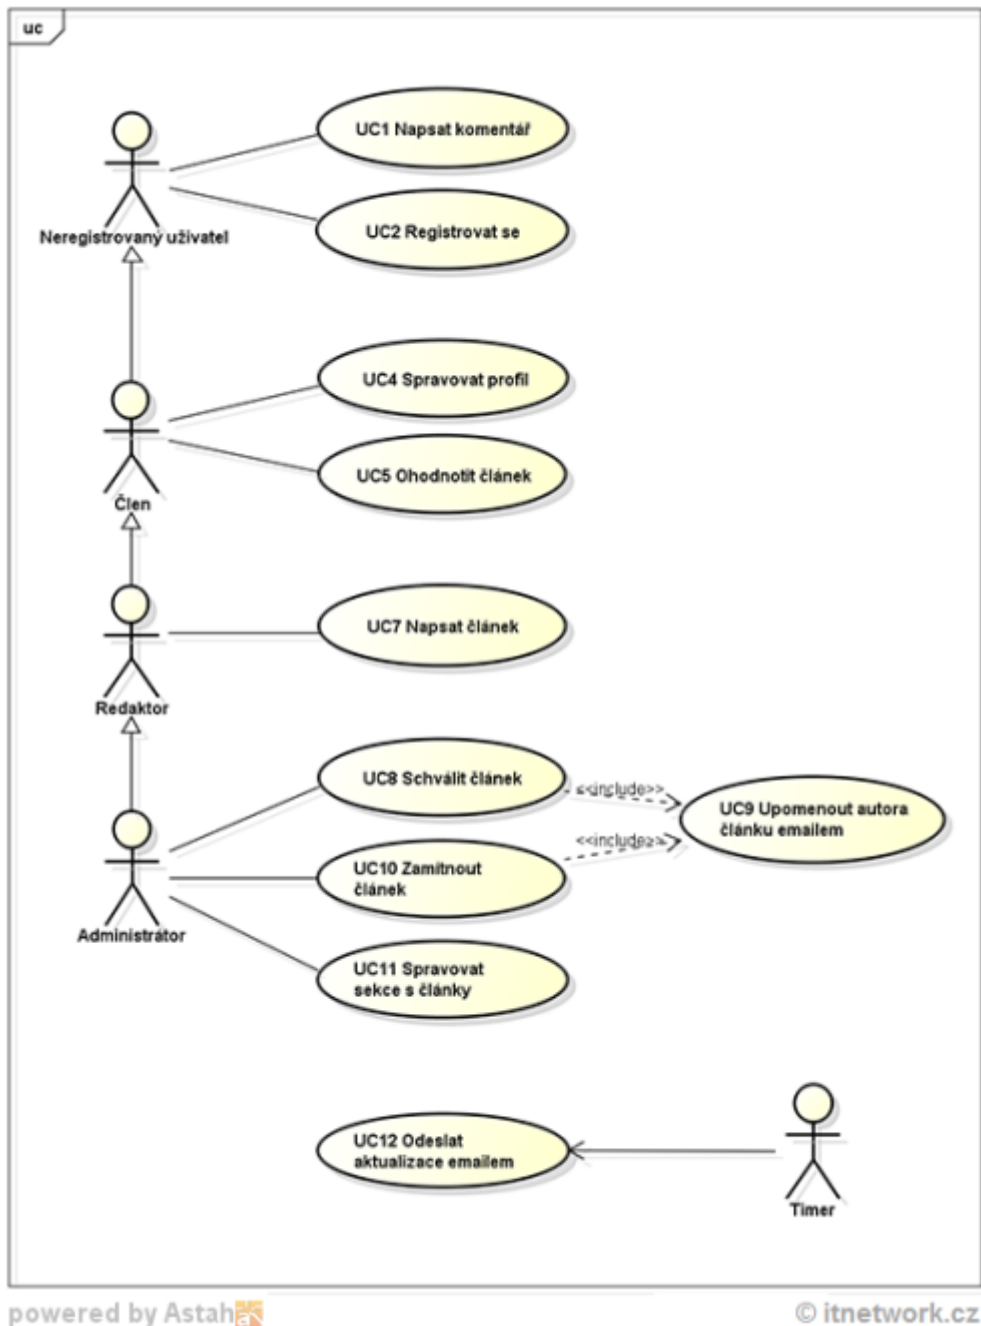 uc
UC1 Napsat komentář
UC2 Registrovat se
Neregistrovaný uživatel
UC4 Spravovat profil
UC5 Ohodnotit článek
Člen
UC7 Napsat článek
Redaktor
UC8 Schválit článek
<<include>>
UC9 Upomenout autora
článku emailem
<<include>>
UC10 Zamítnout
článek
Administrátor
UC11 Spravovat
sekce s články
UC12 Odeslat
aktualizace emailem
Timer
powered by Astah
© itnetwork.cz